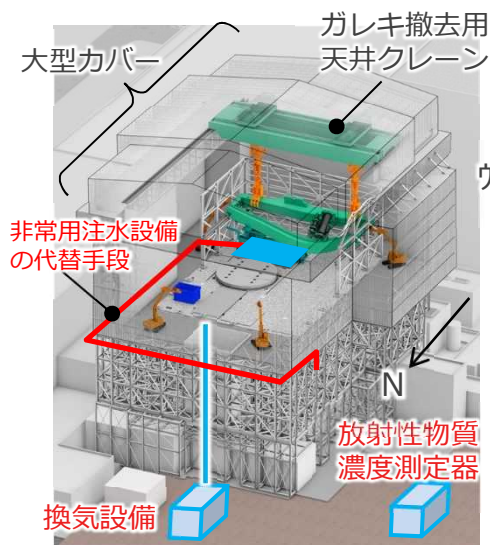 ガレキ撤去用
天井クレーン
大型カバー
非常用注水設備
の代替手段
N
放射性物質
濃度測定器
換気設備